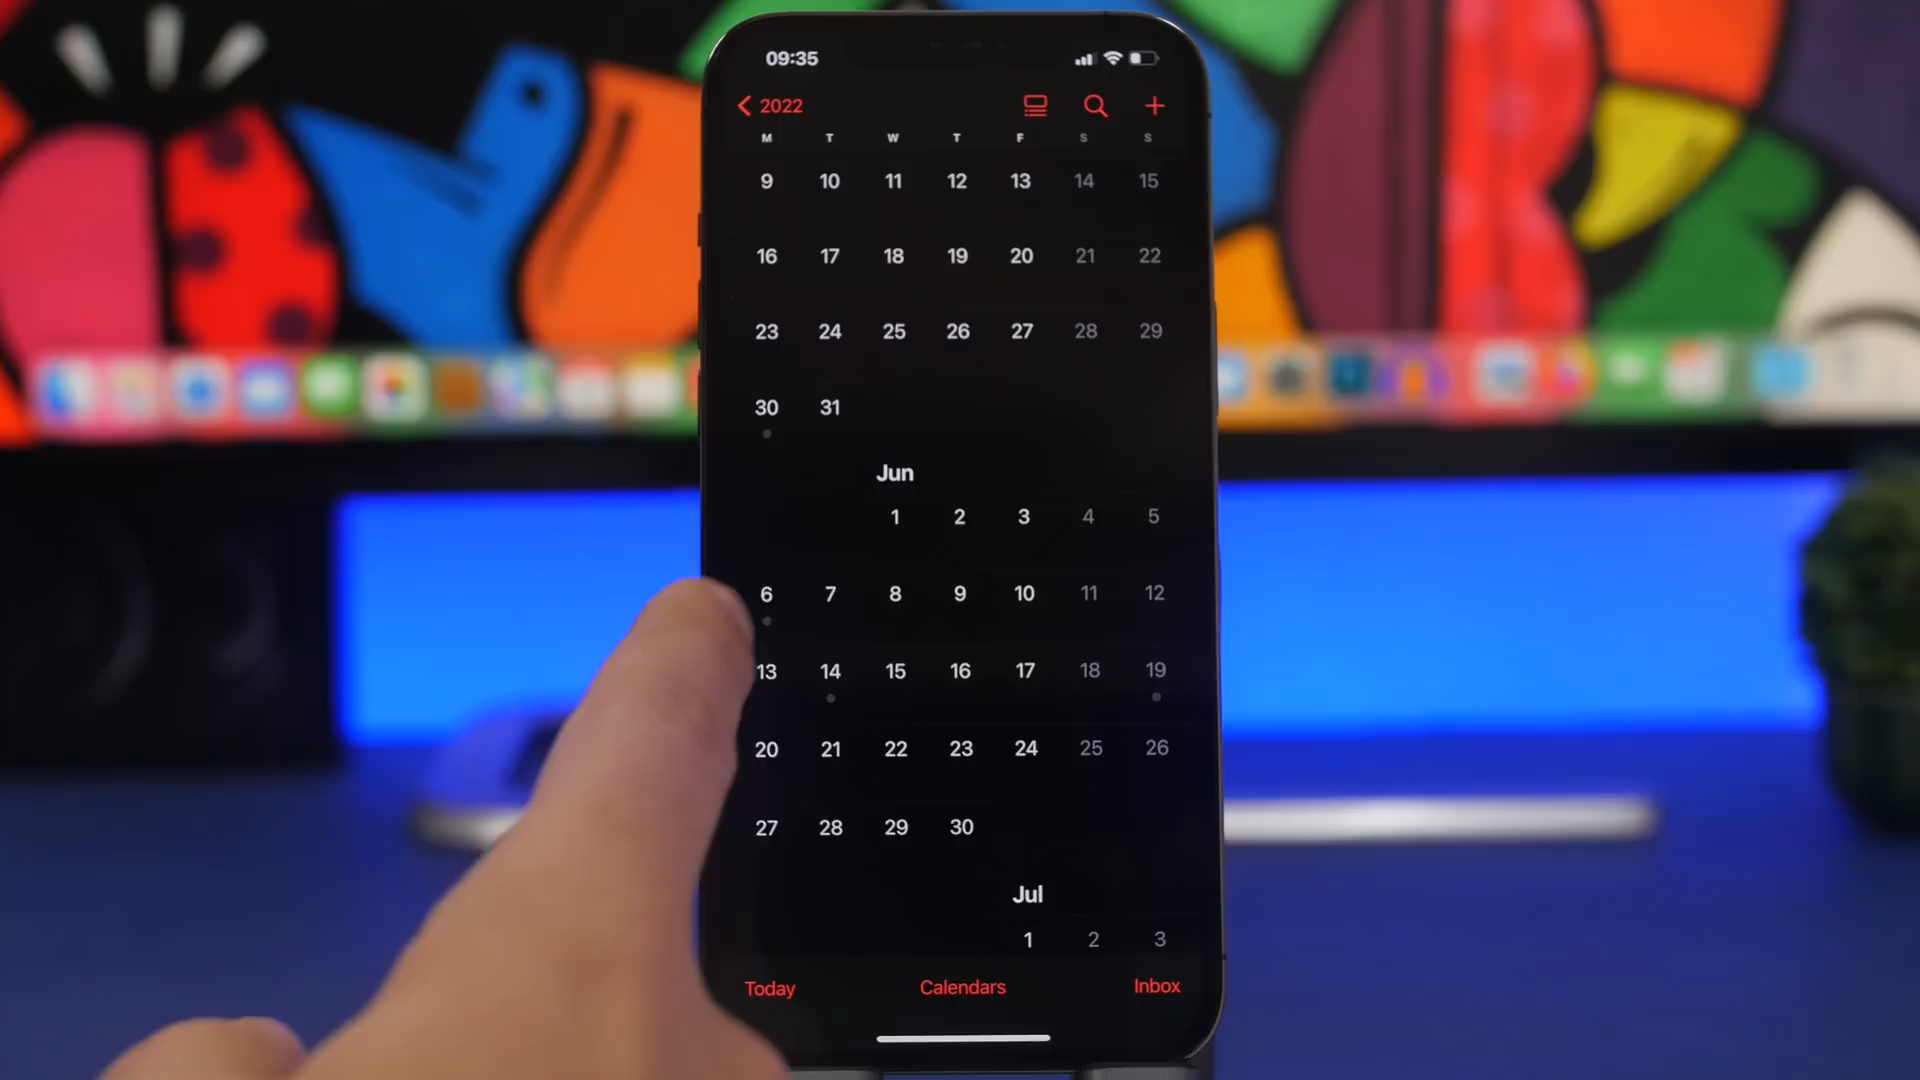 09:35
2022
M T W T F S S
9 10 11 12 13 14 15
16 17 18 19 20 21 22
23 24 25 26 27 28 29
30 31
Jun
1 2 3 4 5
6 7 8 9 10 11 12
13 14 15 16 17 18 19
20 21 22 23 24 25 26
27 28 29 30
Jul
1 2 3
Today Calendars Inbox